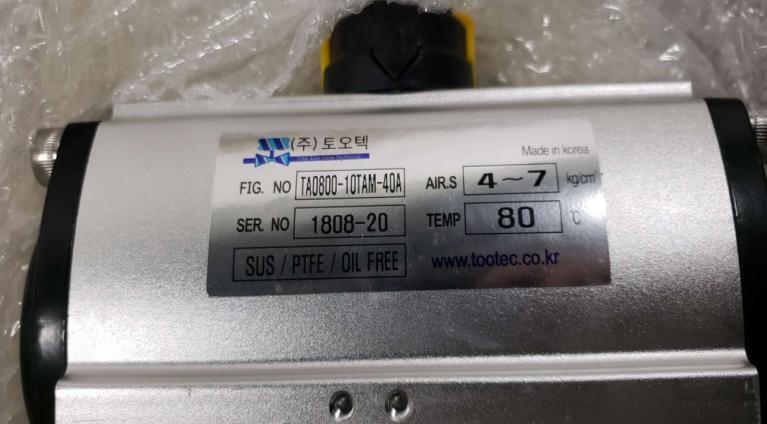 (주)토오텍
Made in korea
FIG. NO TA0800-10TAM-40A AIR.S 4~7 kg/cm²
SER. NO 1808-20 TEMP 80 ℃
SUS / PTFE / OIL FREE www.tootec.co.kr